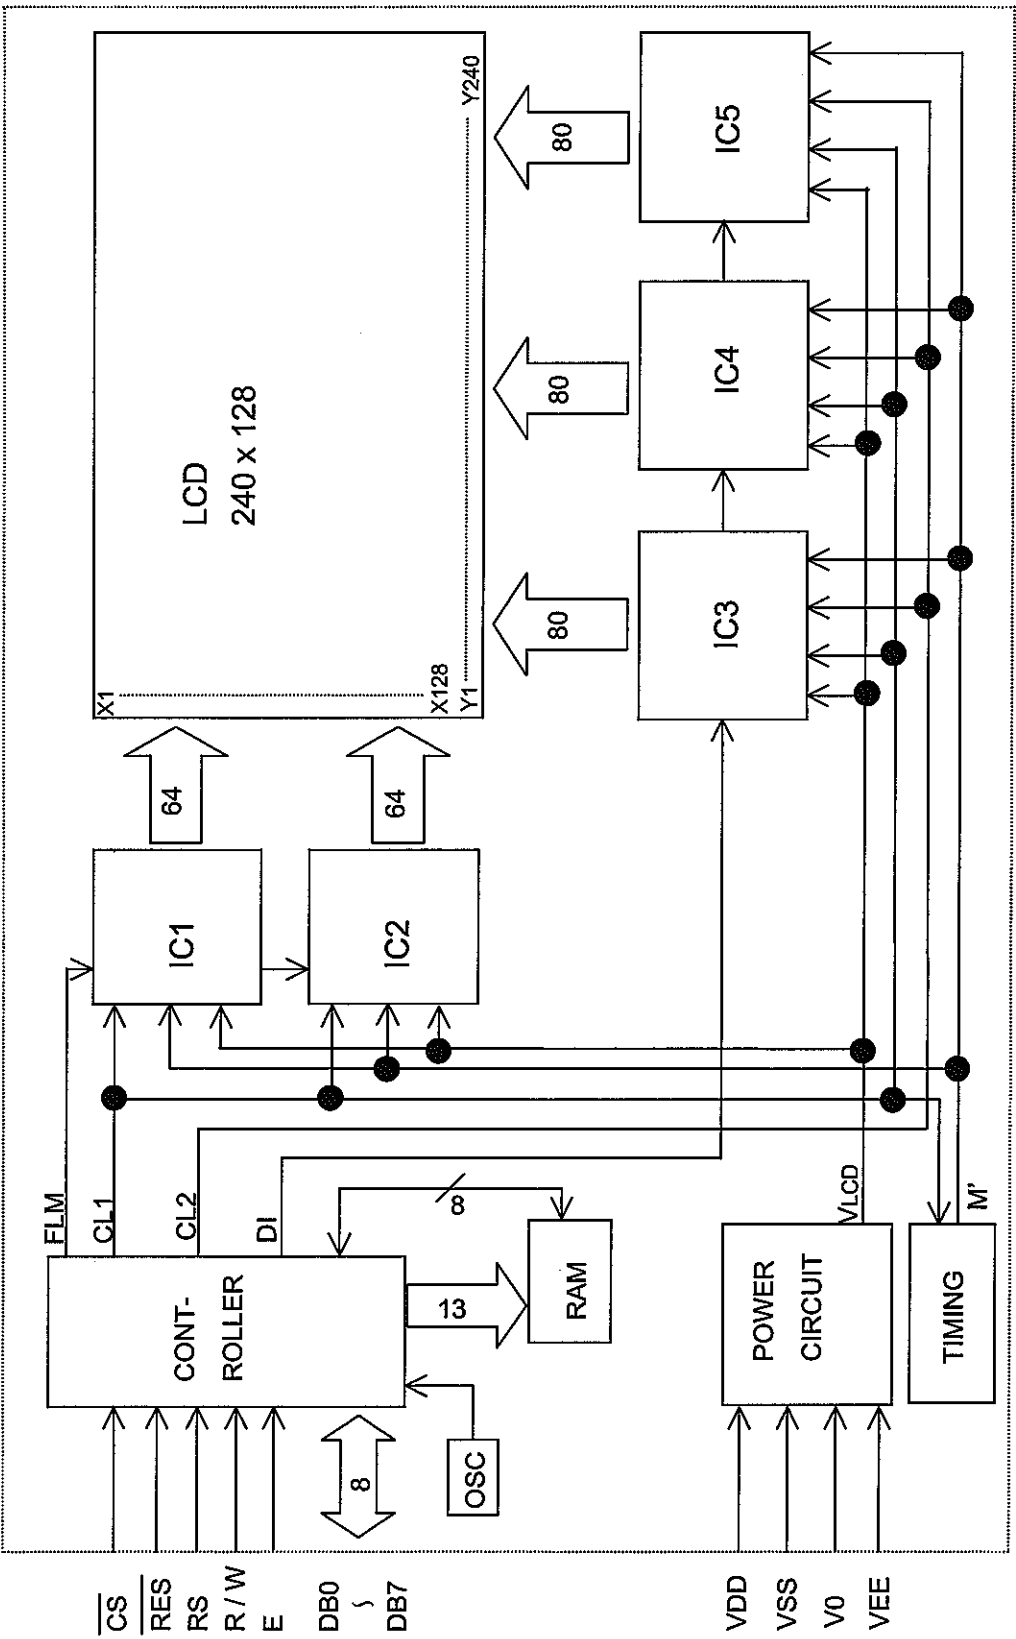 CS
RES
RS
R / W
E
DB0
~
DB7
8
OSC
CONT-
ROLLER
FLM
CL1
CL2
DI
8
13
RAM
IC1
IC2
64
64
X1
X128
Y1
Y240
LCD
240 x 128
80
80
80
IC3
IC4
IC5
VDD
VSS
V0
VEE
POWER
CIRCUIT
VLCD
TIMING
M'